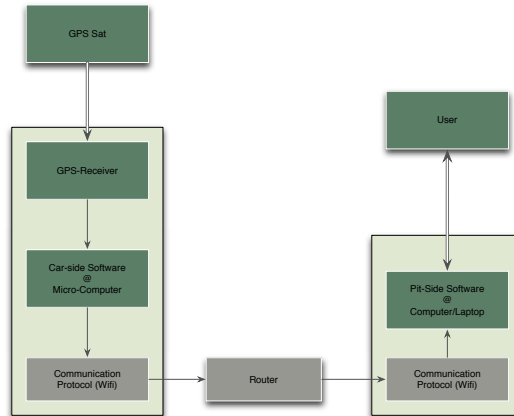 GPS Sat
GPS-Receiver
Car-side Software
@
Micro-Computer
Communication
Protocol (Wifi)
Router
User
Pit-Side Software
@
Computer/Laptop
Communication
Protocol (Wifi)